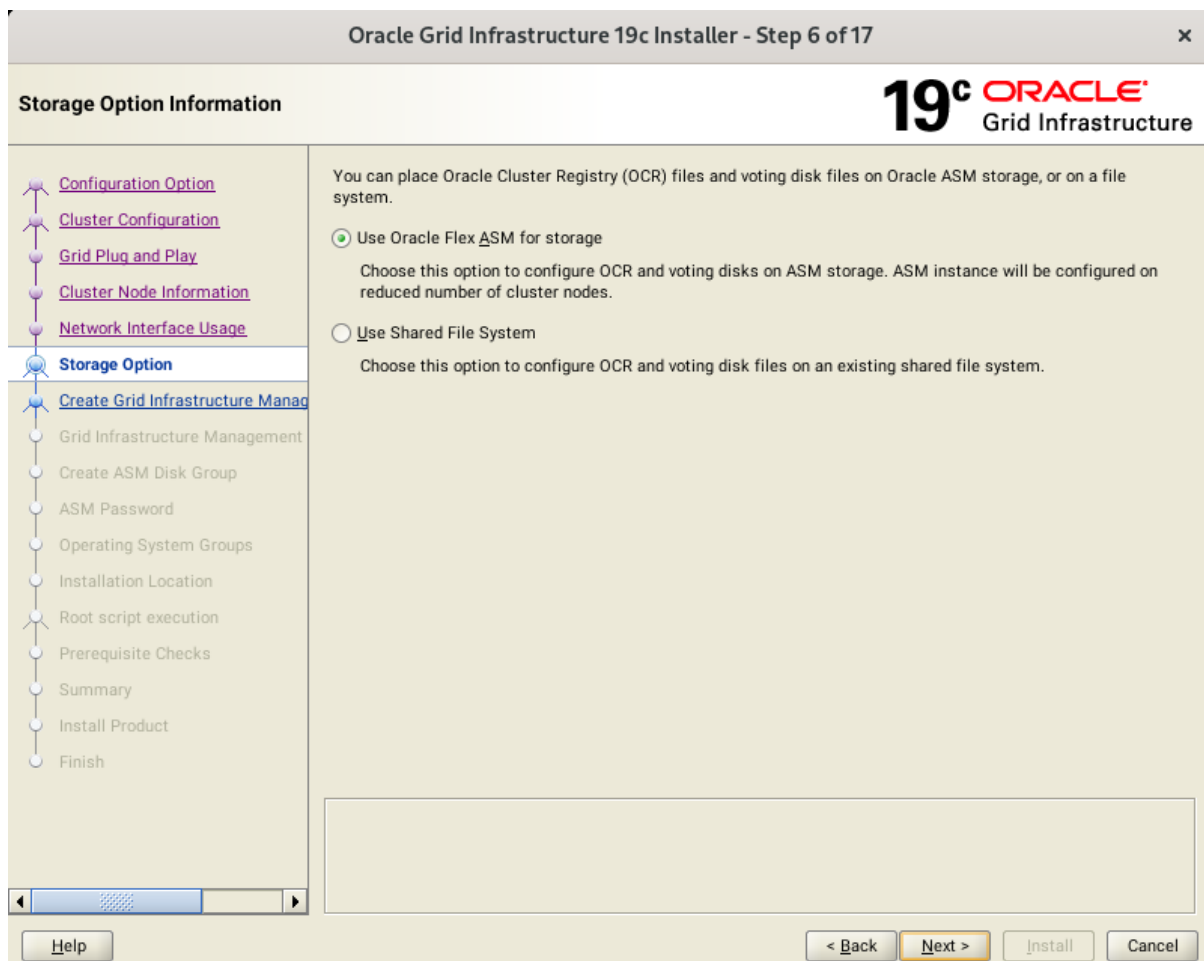 Oracle Grid Infrastructure 19c Installer - Step 6 of 17
Storage Option Information
19c ORACLE
Grid Infrastructure
Configuration Option
Cluster Configuration
Grid Plug and Play
Cluster Node Information
Network Interface Usage
Storage Option
Create Grid Infrastructure Manag
Grid Infrastructure Management
Create ASM Disk Group
ASM Password
Operating System Groups
Installation Location
Root script execution
Prerequisite Checks
Summary
Install Product
Finish
You can place Oracle Cluster Registry (OCR) files and voting disk files on Oracle ASM storage, or on a file
system.
Use Oracle Flex ASM for storage
Choose this option to configure OCR and voting disks on ASM storage. ASM instance will be configured on
reduced number of cluster nodes.
Use Shared File System
Choose this option to configure OCR and voting disk files on an existing shared file system.
Help
< Back
Next >
Install
Cancel